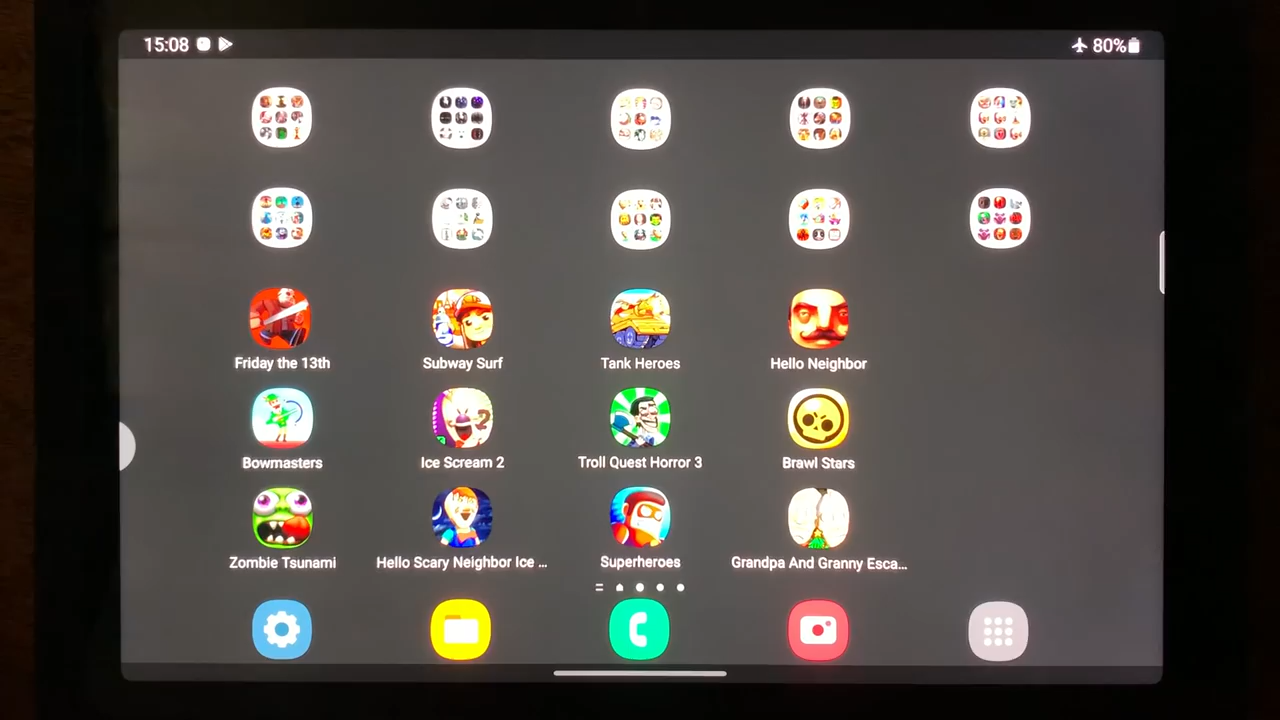 15:08
80%
Friday the 13th
Subway Surf
Tank Heroes
Hello Neighbor
Bowmasters
Ice Scream 2
Troll Quest Horror 3
Brawl Stars
Zombie Tsunami
Hello Scary Neighbor Ice ...
Superheroes
Grandpa And Granny Esca...